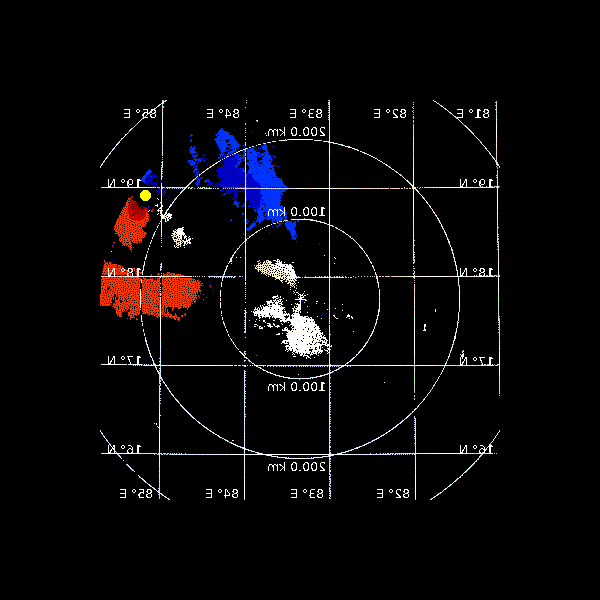 85° E 84° E 83° E 82° E 81° E
200.0 km
19° N 19° N
100.0 km
18° N 18° N
17° N 17° N
100.0 km
16° N 16° N
200.0 km
85° E 84° E 83° E 82° E